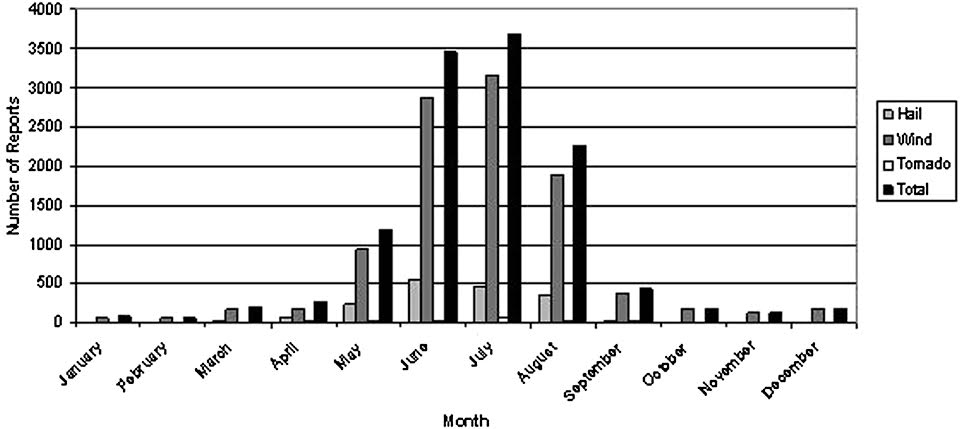 4000
3500
3000
2500
2000
1500
1000
500
0
Number of Reports
January
February
March
April
May
June
July
August
September
October
November
December
Month
Hail
Wind
Tornado
Total